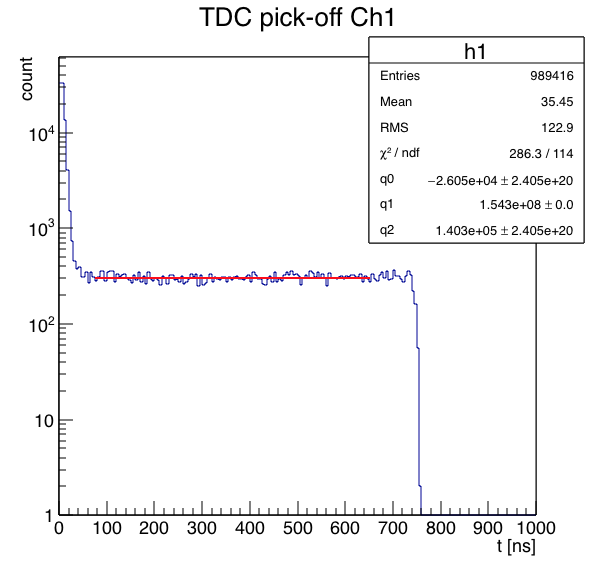 TDC pick-off Ch1
count
h1
Entries 989416
Mean 35.45
RMS 122.9
χ² / ndf 286.3 / 114
q0 −2.605e+04 ± 2.405e+20
q1 1.543e+08 ± 0.0
q2 1.403e+05 ± 2.405e+20
10⁴
10³
10²
10
1
0 100 200 300 400 500 600 700 800 900 1000
t [ns]